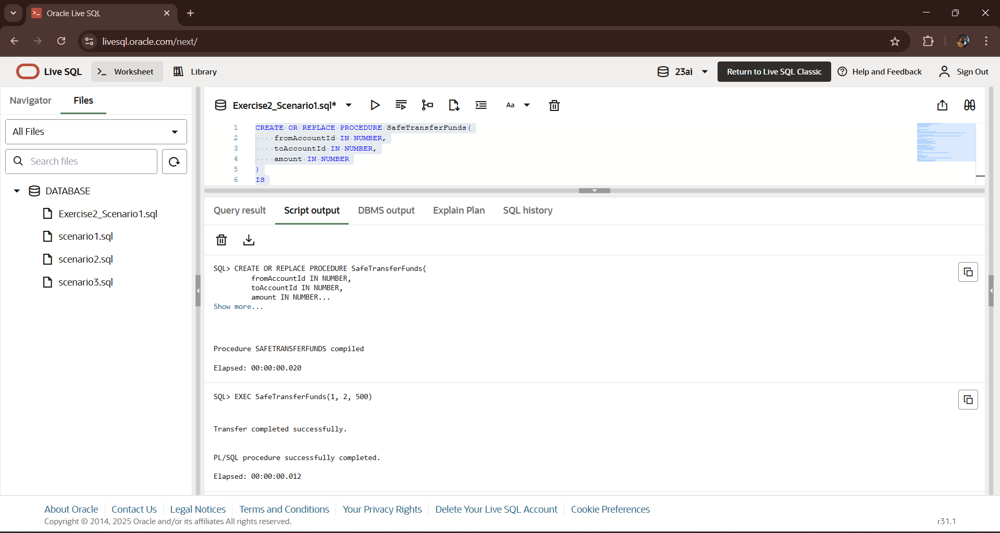 Oracle Live SQL
livesql.oracle.com/next/
Live SQL
Worksheet
Library
23ai
Return to Live SQL Classic
Help and Feedback
Sign Out
Navigator
Files
All Files
Search files
DATABASE
Exercise2_Scenario1.sql
scenario1.sql
scenario2.sql
scenario3.sql
Exercise2_Scenario1.sql*
Aa
1 CREATE OR REPLACE PROCEDURE SafeTransferFunds(
2 fromAccountId IN NUMBER,
3 toAccountId IN NUMBER,
4 amount IN NUMBER
5 )
6 IS
Query result
Script output
DBMS output
Explain Plan
SQL history
SQL> CREATE OR REPLACE PROCEDURE SafeTransferFunds(
fromAccountId IN NUMBER,
toAccountId IN NUMBER,
amount IN NUMBER...
Show more...
Procedure SAFETRANSFERFUNDS compiled
Elapsed: 00:00:00.020
SQL> EXEC SafeTransferFunds(1, 2, 500)
Transfer completed successfully.
PL/SQL procedure successfully completed.
Elapsed: 00:00:00.012
About Oracle
Contact Us
Legal Notices
Terms and Conditions
Your Privacy Rights
Delete Your Live SQL Account
Cookie Preferences
Copyright © 2014, 2025 Oracle and/or its affiliates All rights reserved.
r31.1